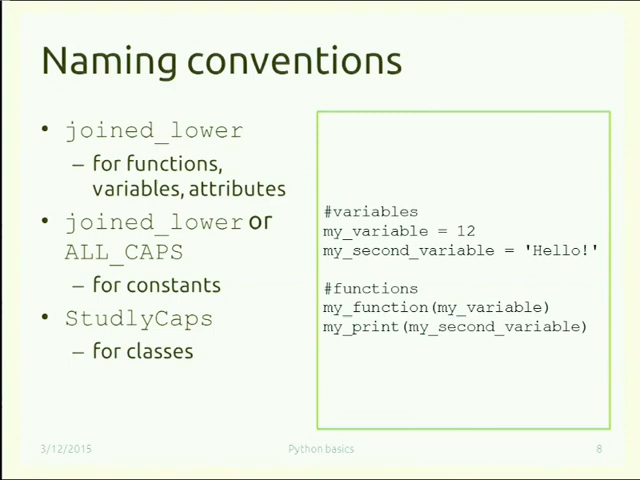 Naming conventions
• joined_lower
– for functions,
variables, attributes
• joined_lower or
ALL_CAPS
– for constants
• StudlyCaps
– for classes
#variables
my_variable = 12
my_second_variable = 'Hello!'
#functions
my_function(my_variable)
my_print(my_second_variable)
3/12/2015
Python basics
8